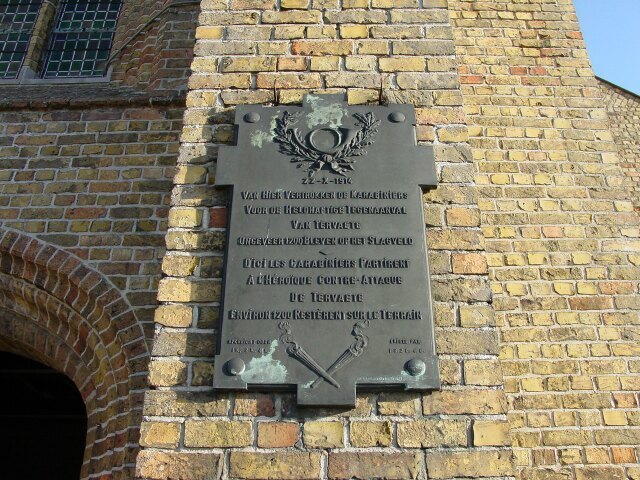 22-X-1914
Van Hier Vertrokken de Karabiniers
Voor de Heldhaftige Tegenaanval
Van Tervaete
Ongeveer 1200 Bleven op het Slagveld
D'ici les Carabiniers Partirent
A l'Héroïque Contre-Attaque
De Tervaete
Environ 1200 Restèrent sur le Terrain